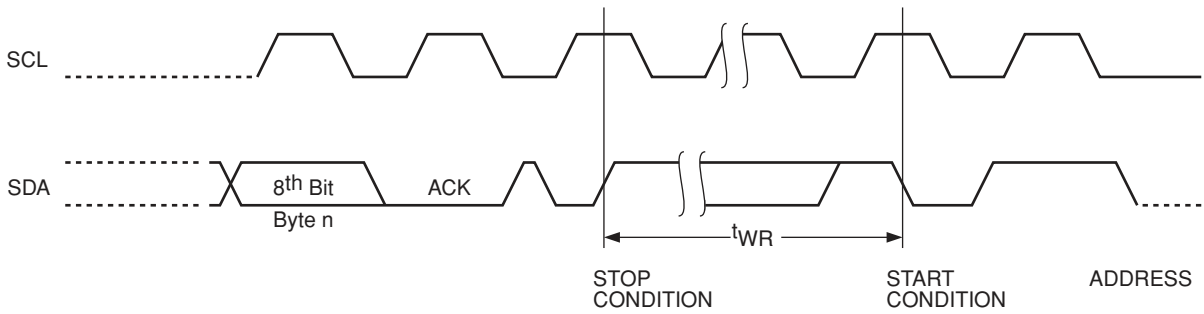 SCL
SDA
8th Bit
Byte n
ACK
tWR
STOP
CONDITION
START
CONDITION
ADDRESS